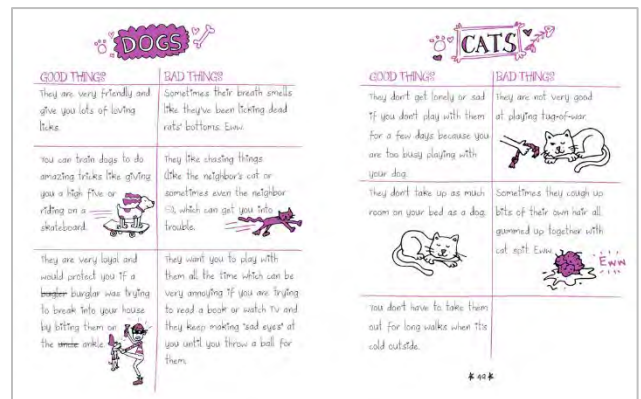 DOGS
GOOD THINGS
BAD THINGS
They are very friendly and
give you lots of loving
licks.
Sometimes their breath smells
like they've been licking dead
rats' bottoms. Eww.
You can train dogs to do
amazing tricks like giving
you a high five or
riding on a
skateboard.
They like chasing things
(like the neighbor's cat or
sometimes even the neighbor
), which can get you into
trouble.
They are very loyal and
would protect you if a
bugler burglar was trying
to break into your house
by biting them on
the uncle ankle.
They want you to play with
them all the time which can be
very annoying if you are trying
to read a book or watch TV and
they keep making "sad eyes" at
you until you throw a ball for
them.
CATS
GOOD THINGS
BAD THINGS
They don't get lonely or sad
if you don't play with them
for a few days because you
are too busy playing with
your dog.
They are not very good
at playing tug-of-war.
They don't take up as much
room on your bed as a dog.
Sometimes they cough up
bits of their own hair all
gummed up together with
cat spit. Eww.
EWW
You don't have to take them
out for long walks when it's
cold outside.
* 49 *